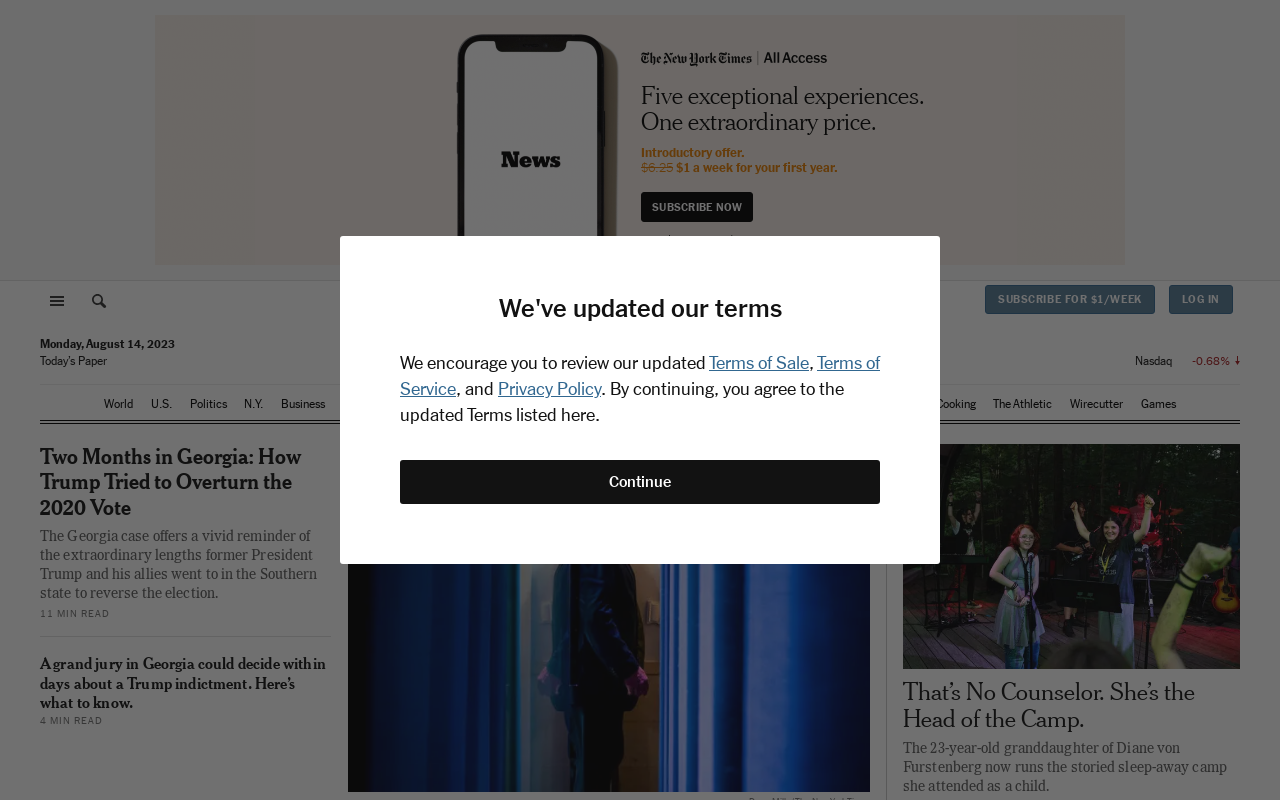 The New York Times | All Access
Five exceptional experiences.
One extraordinary price.
Introductory offer.
$6.25 $1 a week for your first year.
News
SUBSCRIBE NOW
SUBSCRIBE FOR $1/WEEK
LOG IN
Monday, August 14, 2023
Today's Paper
Nasdaq -0.68%
World U.S. Politics N.Y. Business
Cooking The Athletic Wirecutter Games
We've updated our terms
We encourage you to review our updated Terms of Sale, Terms of
Service, and Privacy Policy. By continuing, you agree to the
updated Terms listed here.
Continue
Two Months in Georgia: How
Trump Tried to Overturn the
2020 Vote
The Georgia case offers a vivid reminder of
the extraordinary lengths former President
Trump and his allies went to in the Southern
state to reverse the election.
11 MIN READ
A grand jury in Georgia could decide within
days about a Trump indictment. Here's
what to know.
4 MIN READ
That's No Counselor. She's the
Head of the Camp.
The 23-year-old granddaughter of Diane von
Furstenberg now runs the storied sleep-away camp
she attended as a child.